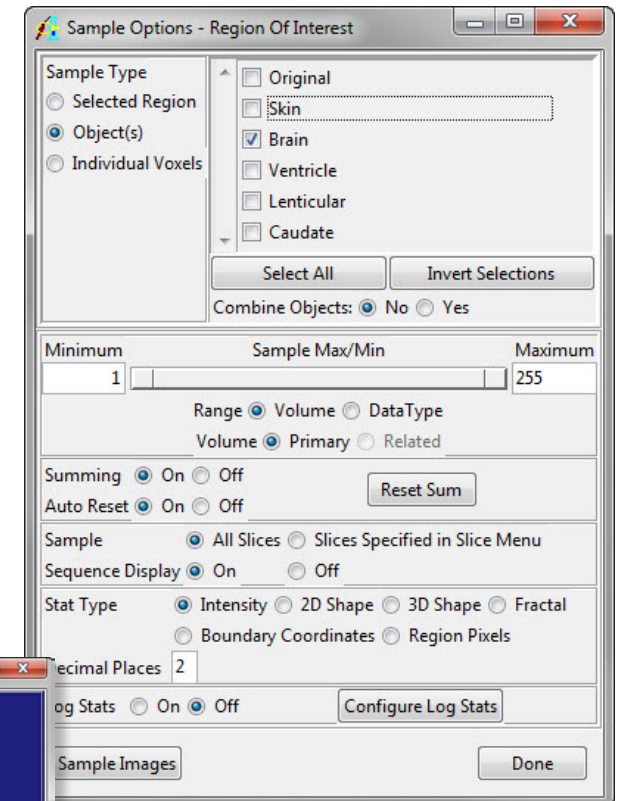 Sample Options - Region Of Interest
Sample Type
Selected Region
Object(s)
Individual Voxels
Original
Skin
Brain
Ventricle
Lenticular
Caudate
Select All Invert Selections
Combine Objects: No Yes
Minimum Sample Max/Min Maximum
1 255
Range Volume DataType
Volume Primary Related
Summing On Off
Reset Sum
Auto Reset On Off
Sample All Slices Slices Specified in Slice Menu
Sequence Display On Off
Stat Type Intensity 2D Shape 3D Shape Fractal
Boundary Coordinates Region Pixels
ecimal Places 2
og Stats On Off Configure Log Stats
Sample Images Done